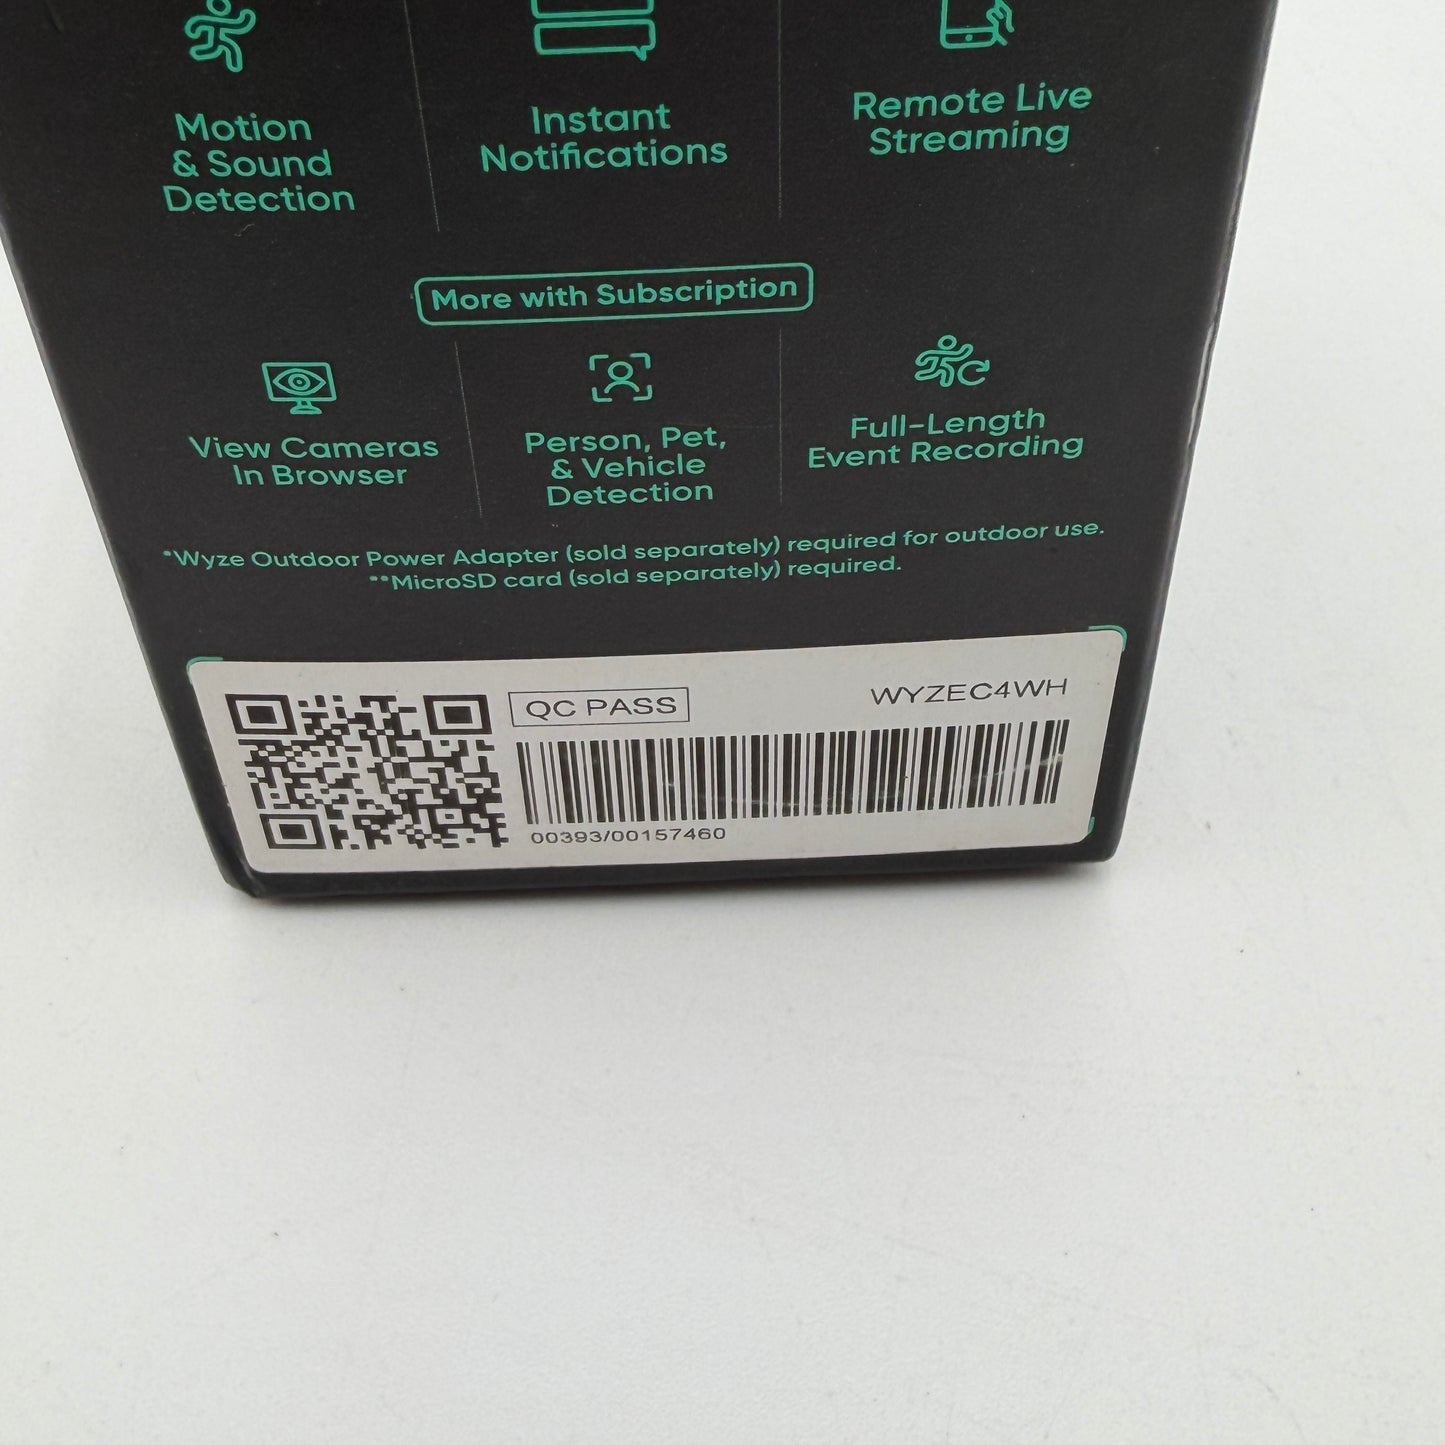 Motion
& Sound
Detection
Instant
Notifications
Remote Live
Streaming
More with Subscription
View Cameras
In Browser
Person, Pet,
& Vehicle
Detection
Full-Length
Event Recording
*Wyze Outdoor Power Adapter (sold separately) required for outdoor use.
**MicroSD card (sold separately) required.
QC PASS
WYZEC4WH
00393/00157460